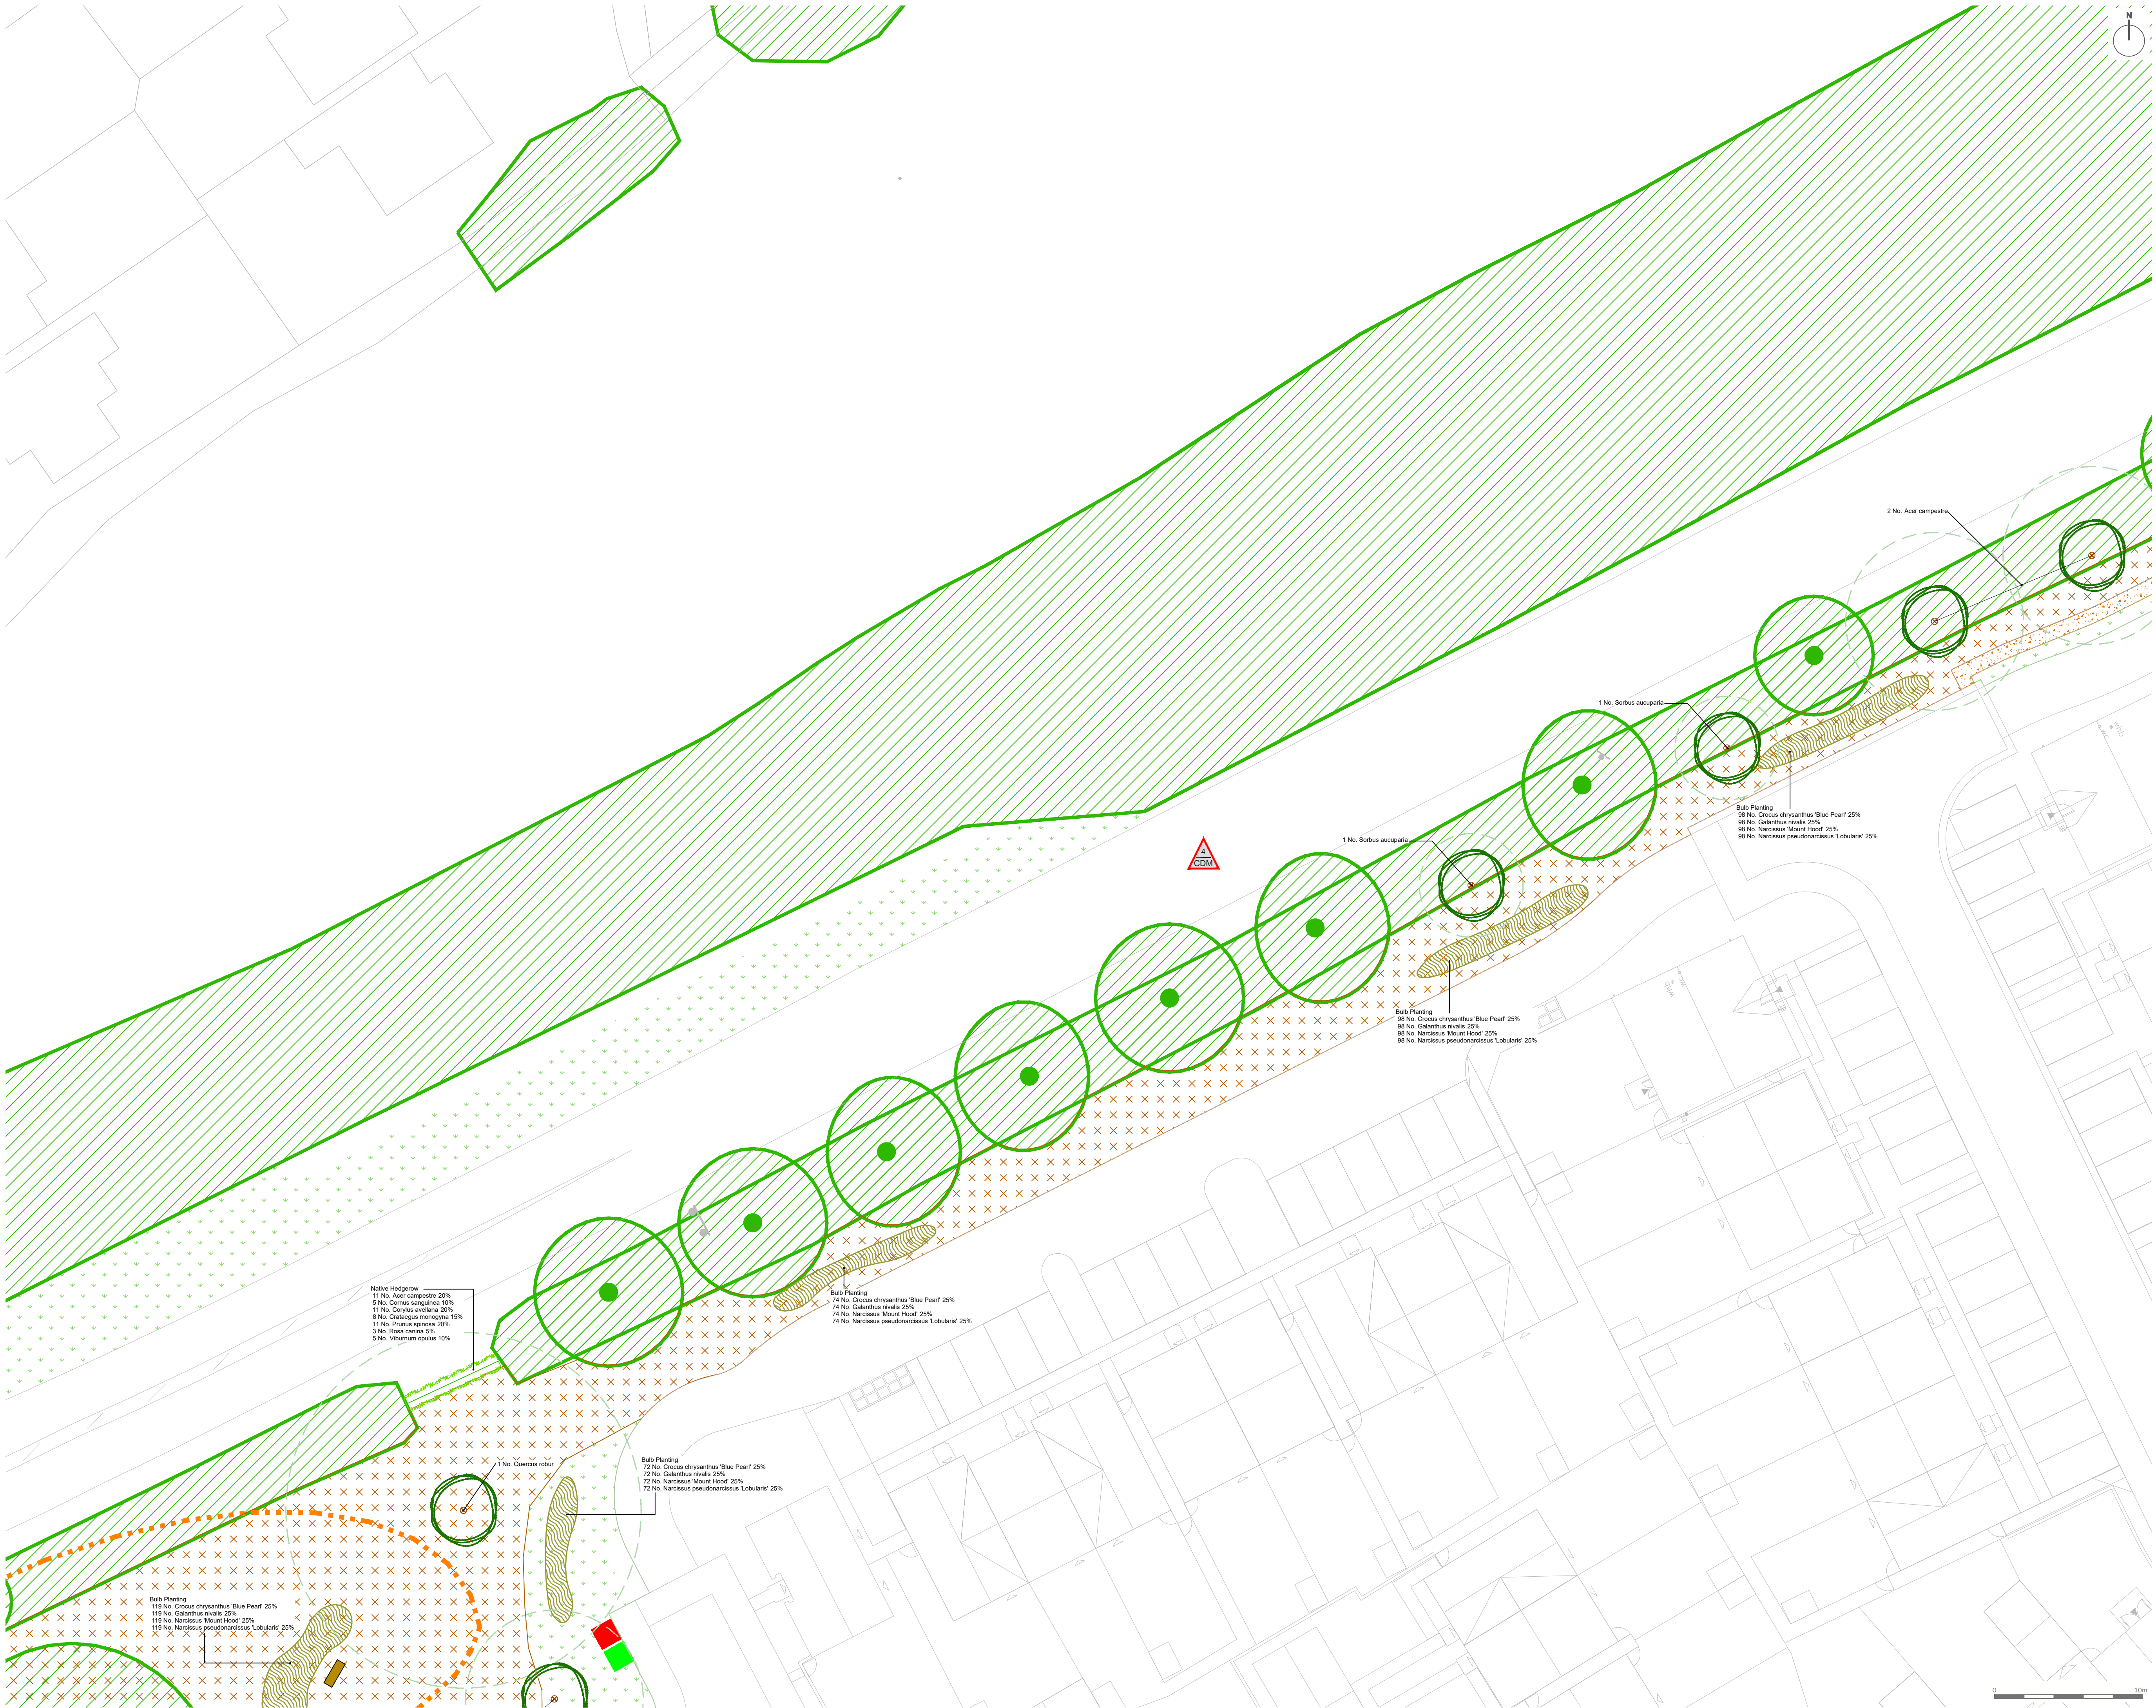 N
2 No. Acer campestre
1 No. Sorbus aucuparia
Bulb Planting
98 No. Crocus chrysanthus 'Blue Pearl' 25%
98 No. Galanthus nivalis 25%
98 No. Narcissus 'Mount Hood' 25%
98 No. Narcissus pseudonarcissus 'Lobularis' 25%
1 No. Sorbus aucuparia
4
CDM
Bulb Planting
98 No. Crocus chrysanthus 'Blue Pearl' 25%
98 No. Galanthus nivalis 25%
98 No. Narcissus 'Mount Hood' 25%
98 No. Narcissus pseudonarcissus 'Lobularis' 25%
Native Hedgerow
11 No. Acer campestre 20%
5 No. Cornus sanguinea 10%
11 No. Corylus avellana 20%
8 No. Crataegus monogyna 15%
11 No. Prunus spinosa 20%
3 No. Rosa canina 5%
5 No. Viburnum opulus 10%
Bulb Planting
74 No. Crocus chrysanthus 'Blue Pearl' 25%
74 No. Galanthus nivalis 25%
74 No. Narcissus 'Mount Hood' 25%
74 No. Narcissus pseudonarcissus 'Lobularis' 25%
1 No. Quercus robur
Bulb Planting
72 No. Crocus chrysanthus 'Blue Pearl' 25%
72 No. Galanthus nivalis 25%
72 No. Narcissus 'Mount Hood' 25%
72 No. Narcissus pseudonarcissus 'Lobularis' 25%
Bulb Planting
119 No. Crocus chrysanthus 'Blue Pearl' 25%
119 No. Galanthus nivalis 25%
119 No. Narcissus 'Mount Hood' 25%
119 No. Narcissus pseudonarcissus 'Lobularis' 25%
0 10m